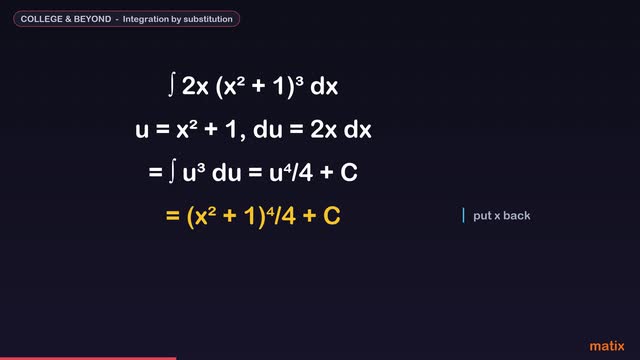 COLLEGE & BEYOND - Integration by substitution
∫ 2x (x² + 1)³ dx
u = x² + 1, du = 2x dx
= ∫ u³ du = u⁴/4 + C
= (x² + 1)⁴/4 + C
put x back
matix